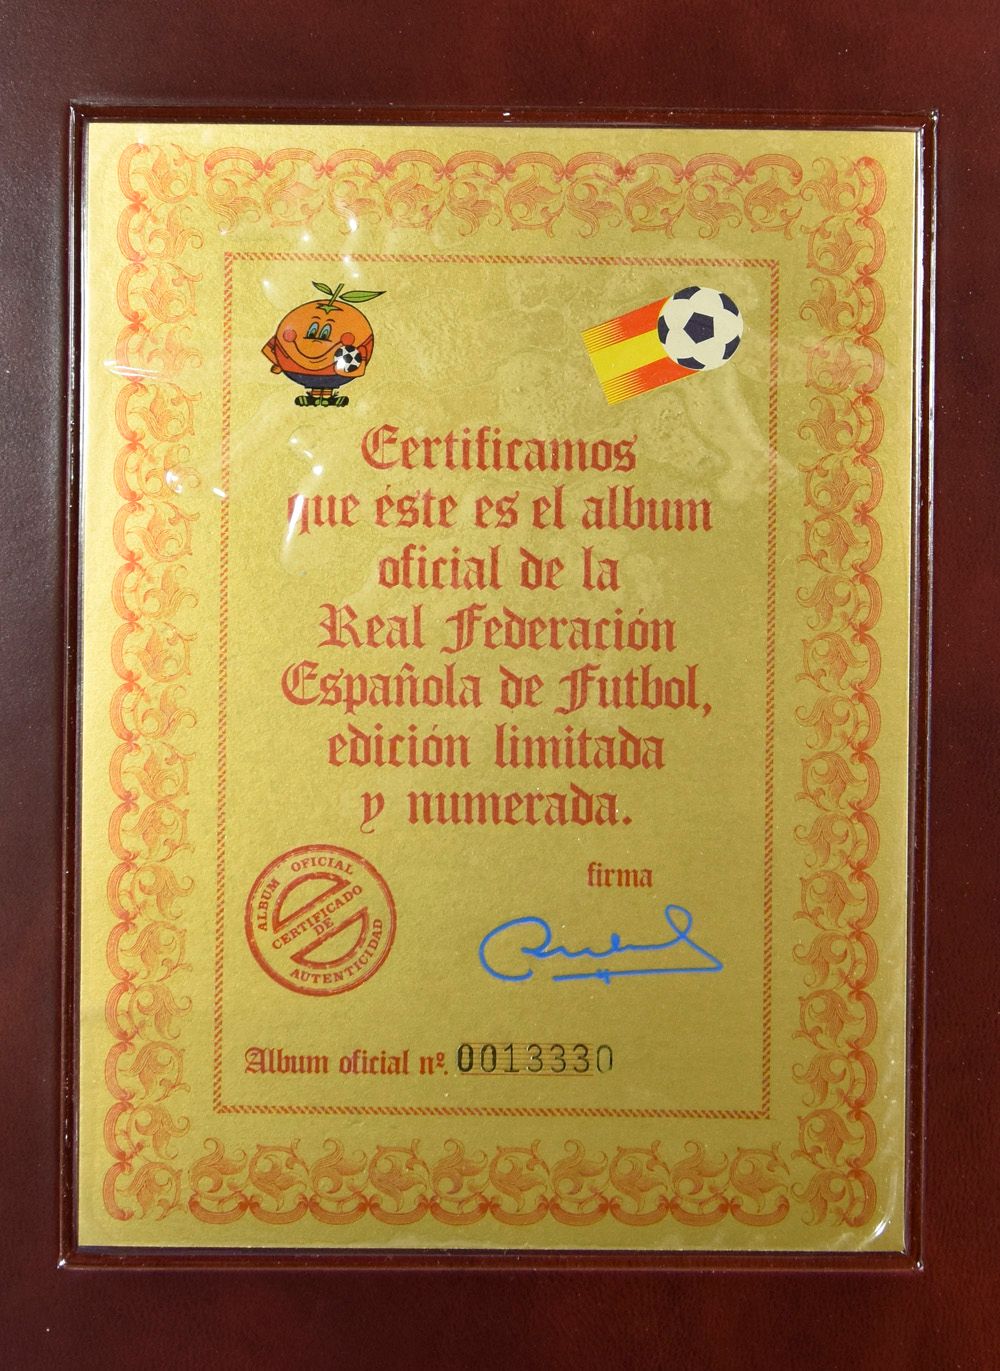 Certificamos
que éste es el album
oficial de la
Real Federación
Española de Futbol,
edición limitada
y numerada.
ALBUM OFICIAL
CERTIFICADO
DE
AUTENTICIDAD
firma
Album oficial nº. 0013330